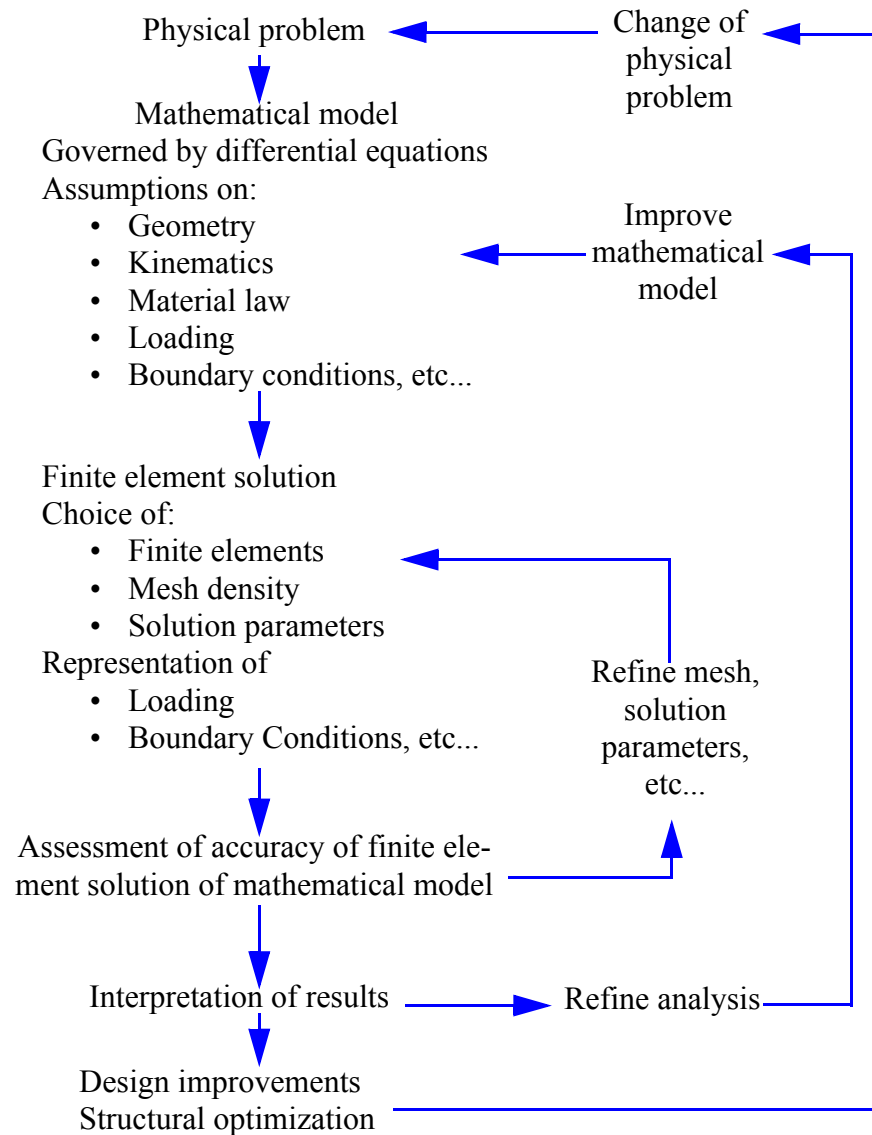 Physical problem
Change of
physical
problem
Mathematical model
Governed by differential equations
Assumptions on:
• Geometry
• Kinematics
• Material law
• Loading
• Boundary conditions, etc...
Improve
mathematical
model
Finite element solution
Choice of:
• Finite elements
• Mesh density
• Solution parameters
Representation of
• Loading
• Boundary Conditions, etc...
Refine mesh,
solution
parameters,
etc...
Assessment of accuracy of finite ele-
ment solution of mathematical model
Interpretation of results
Refine analysis
Design improvements
Structural optimization